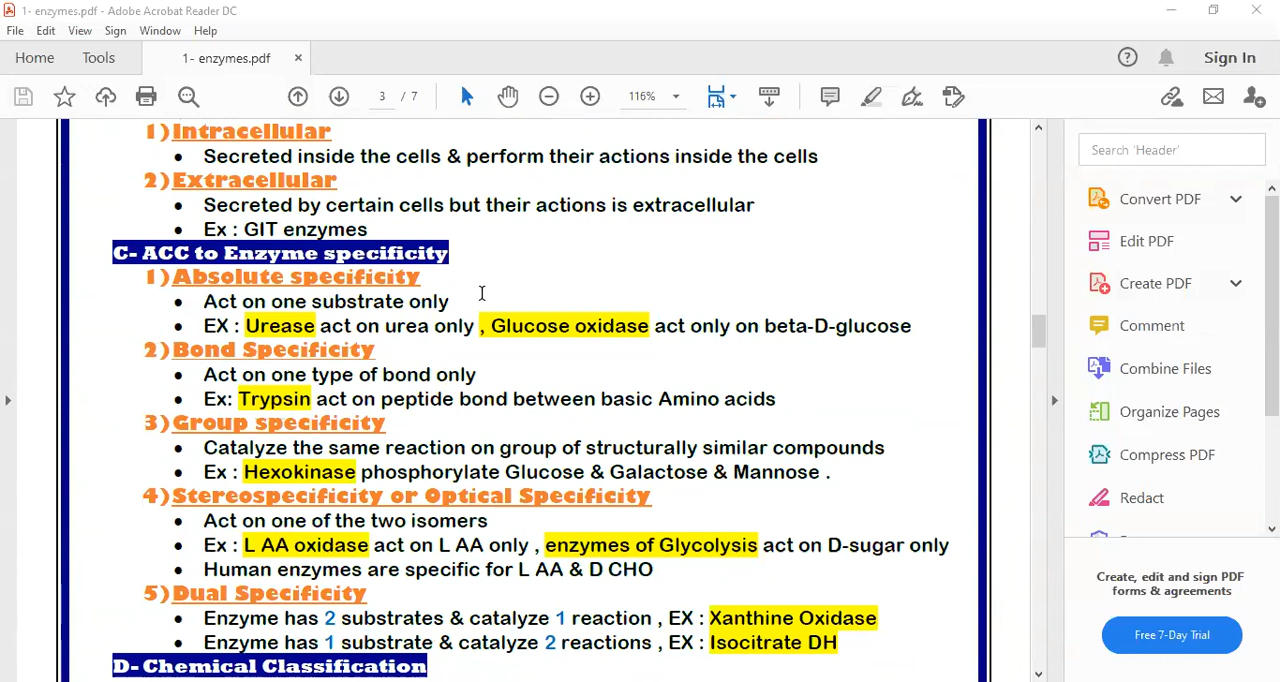 1- enzymes.pdf - Adobe Acrobat Reader DC
File Edit View Sign Window Help
Home Tools 1- enzymes.pdf × Sign In
3 / 7 116%
1) Intracellular
• Secreted inside the cells & perform their actions inside the cells
2) Extracellular
• Secreted by certain cells but their actions is extracellular
• Ex : GIT enzymes
C- ACC to Enzyme specificity
1) Absolute specificity
• Act on one substrate only
• EX : Urease act on urea only , Glucose oxidase act only on beta-D-glucose
2) Bond Specificity
• Act on one type of bond only
• Ex: Trypsin act on peptide bond between basic Amino acids
3) Group specificity
• Catalyze the same reaction on group of structurally similar compounds
• Ex : Hexokinase phosphorylate Glucose & Galactose & Mannose .
4) Stereospecificity or Optical Specificity
• Act on one of the two isomers
• Ex : L AA oxidase act on L AA only , enzymes of Glycolysis act on D-sugar only
• Human enzymes are specific for L AA & D CHO
5) Dual Specificity
• Enzyme has 2 substrates & catalyze 1 reaction , EX : Xanthine Oxidase
• Enzyme has 1 substrate & catalyze 2 reactions , EX : Isocitrate DH
D- Chemical Classification
Search 'Header'
Convert PDF
Edit PDF
Create PDF
Comment
Combine Files
Organize Pages
Compress PDF
Redact
Create, edit and sign PDF
forms & agreements
Free 7-Day Trial